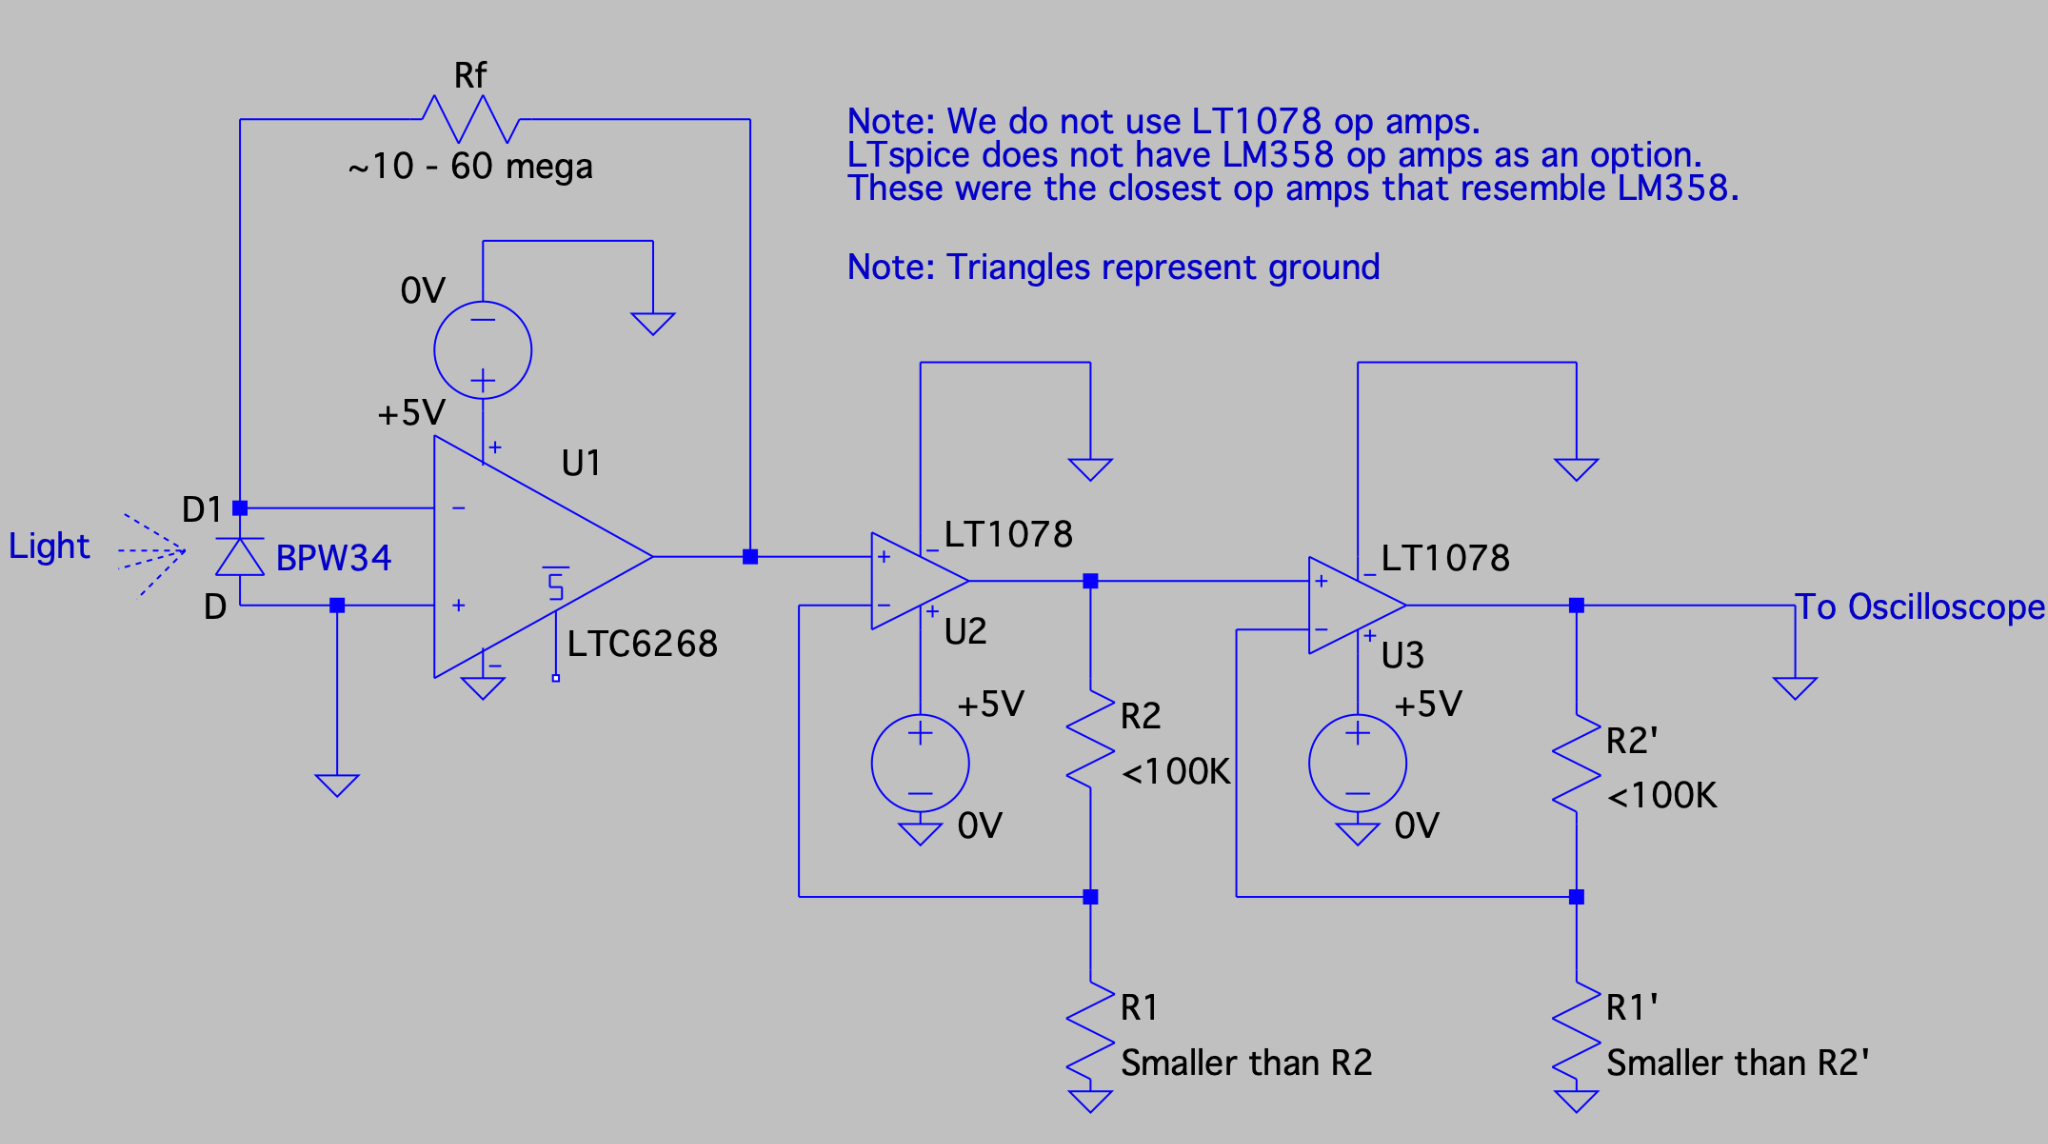 Rf
~10 - 60 mega
Note: We do not use LT1078 op amps.
LTspice does not have LM358 op amps as an option.
These were the closest op amps that resemble LM358.
Note: Triangles represent ground
0V
+5V
U1
D1
Light
BPW34
D
5
LTC6268
LT1078
U2
+5V
0V
R2
<100K
R1
Smaller than R2
LT1078
U3
+5V
0V
To Oscilloscope
R2'
<100K
R1'
Smaller than R2'